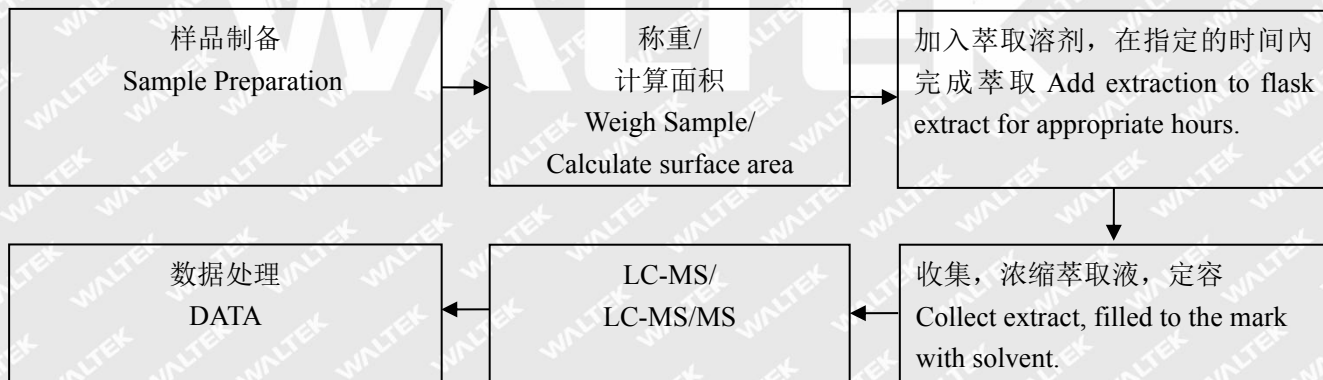 样品制备
Sample Preparation
称重/
计算面积
Weigh Sample/
Calculate surface area
加入萃取溶剂，在指定的时间內
完成萃取 Add extraction to flask
extract for appropriate hours.
收集，浓缩萃取液，定容
Collect extract, filled to the mark
with solvent.
LC-MS/
LC-MS/MS
数据处理
DATA
WALTEK